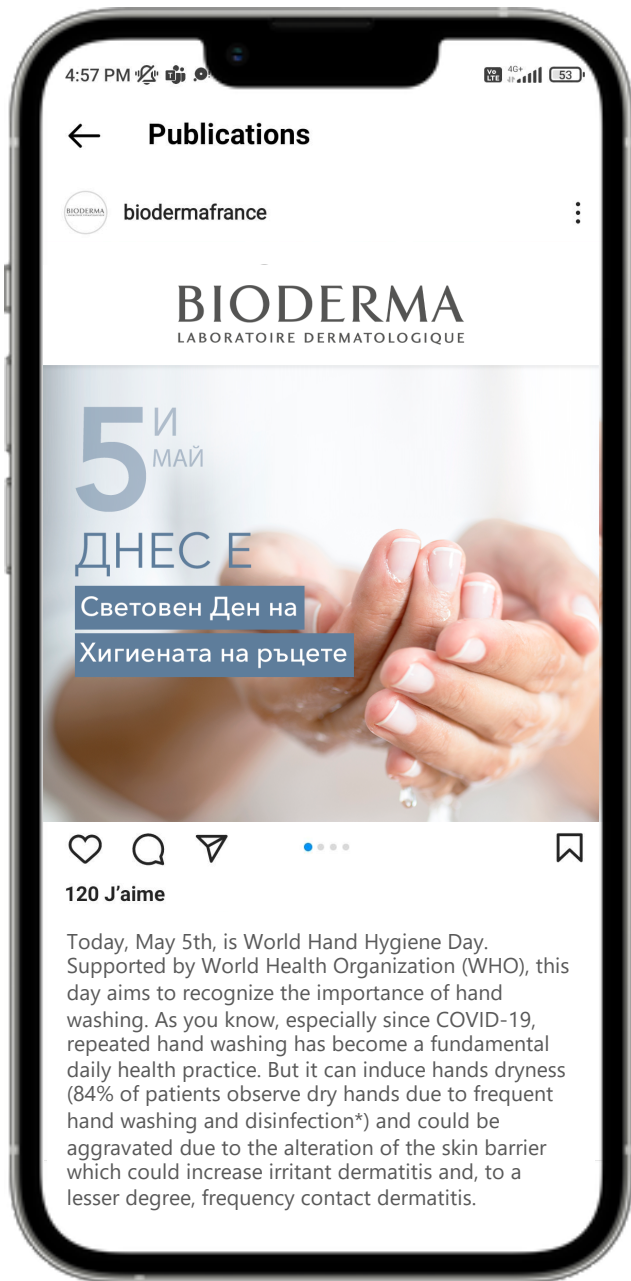 4:57 PM
Vo LTE 4G+ 53
Publications
BIODERMA
biodermafrance
BIODERMA
LABORATOIRE DERMATOLOGIQUE
5 И
МАЙ
ДНЕС Е
Световен Ден на
Хигиената на ръцете
120 J’aime
Today, May 5th, is World Hand Hygiene Day.
Supported by World Health Organization (WHO), this
day aims to recognize the importance of hand
washing. As you know, especially since COVID-19,
repeated hand washing has become a fundamental
daily health practice. But it can induce hands dryness
(84% of patients observe dry hands due to frequent
hand washing and disinfection*) and could be
aggravated due to the alteration of the skin barrier
which could increase irritant dermatitis and, to a
lesser degree, frequency contact dermatitis.